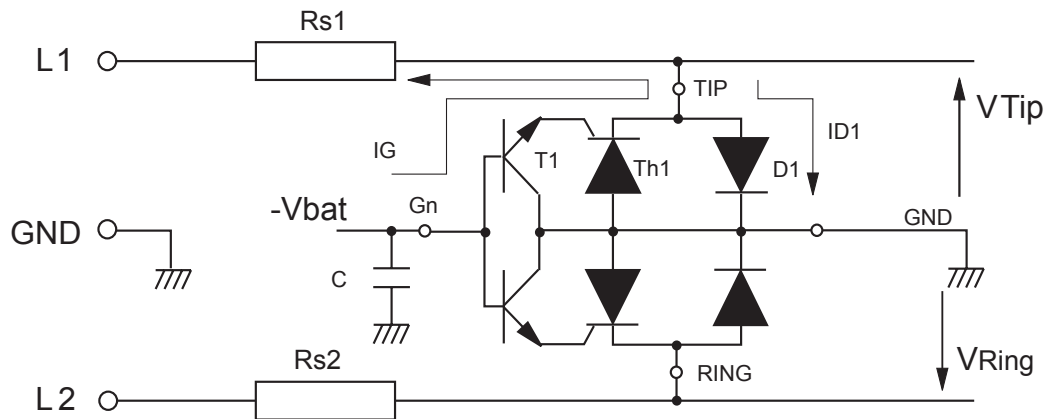 Rs1
L1
TIP
VTip
IG
T1
Th1
D1
ID1
-Vbat
Gn
GND
GND
C
Rs2
RING
VRing
L2